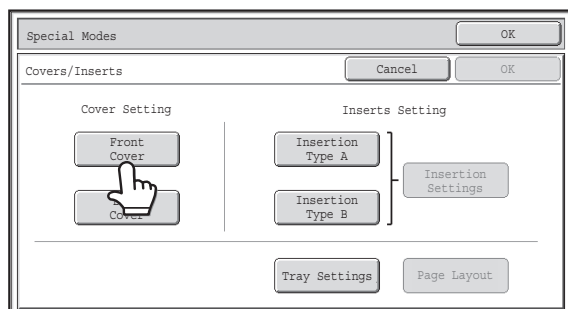 Special Modes
OK
Covers/Inserts
Cancel
OK
Cover Setting
Inserts Setting
Front
Cover
Insertion
Type A
Insertion
Settings
Cover
Insertion
Type B
Tray Settings
Page Layout